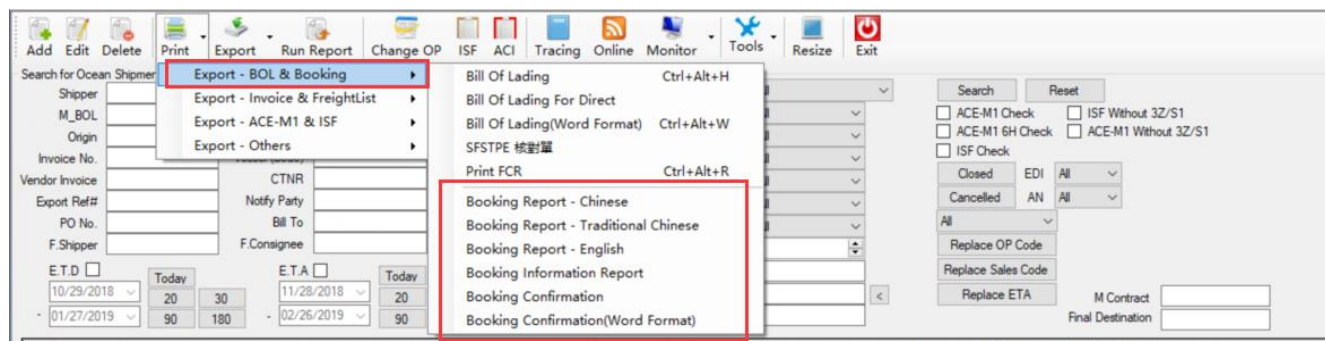 Add Edit Delete Print Export Run Report Change OP ISF ACI Tracing Online Monitor Tools Resize Exit
Search for Ocean Shipmen
Export - BOL & Booking
Export - Invoice & FreightList
Export - ACE-M1 & ISF
Export - Others
Bill Of Lading Ctrl+Alt+H
Bill Of Lading For Direct
Bill Of Lading(Word Format) Ctrl+Alt+W
SFSTPE 核對單
Print FCR Ctrl+Alt+R
Booking Report - Chinese
Booking Report - Traditional Chinese
Booking Report - English
Booking Information Report
Booking Confirmation
Booking Confirmation(Word Format)
Shipper
M_BOL
Origin
Invoice No.
Vendor Invoice CTNR
Export Ref# Notify Party
PO No. Bill To
F.Shipper F.Consignee
E.T.D Today E.T.A Today
10/29/2018 20 30 11/28/2018 20
- 01/27/2019 90 180 - 02/26/2019 90
Search Reset
ACE-M1 Check ISF Without 3Z/S1
ACE-M1 6H Check ACE-M1 Without 3Z/S1
ISF Check
Closed EDI All
Cancelled AN All
All
Replace OP Code
Replace Sales Code
<
Replace ETA M Contract
Final Destination